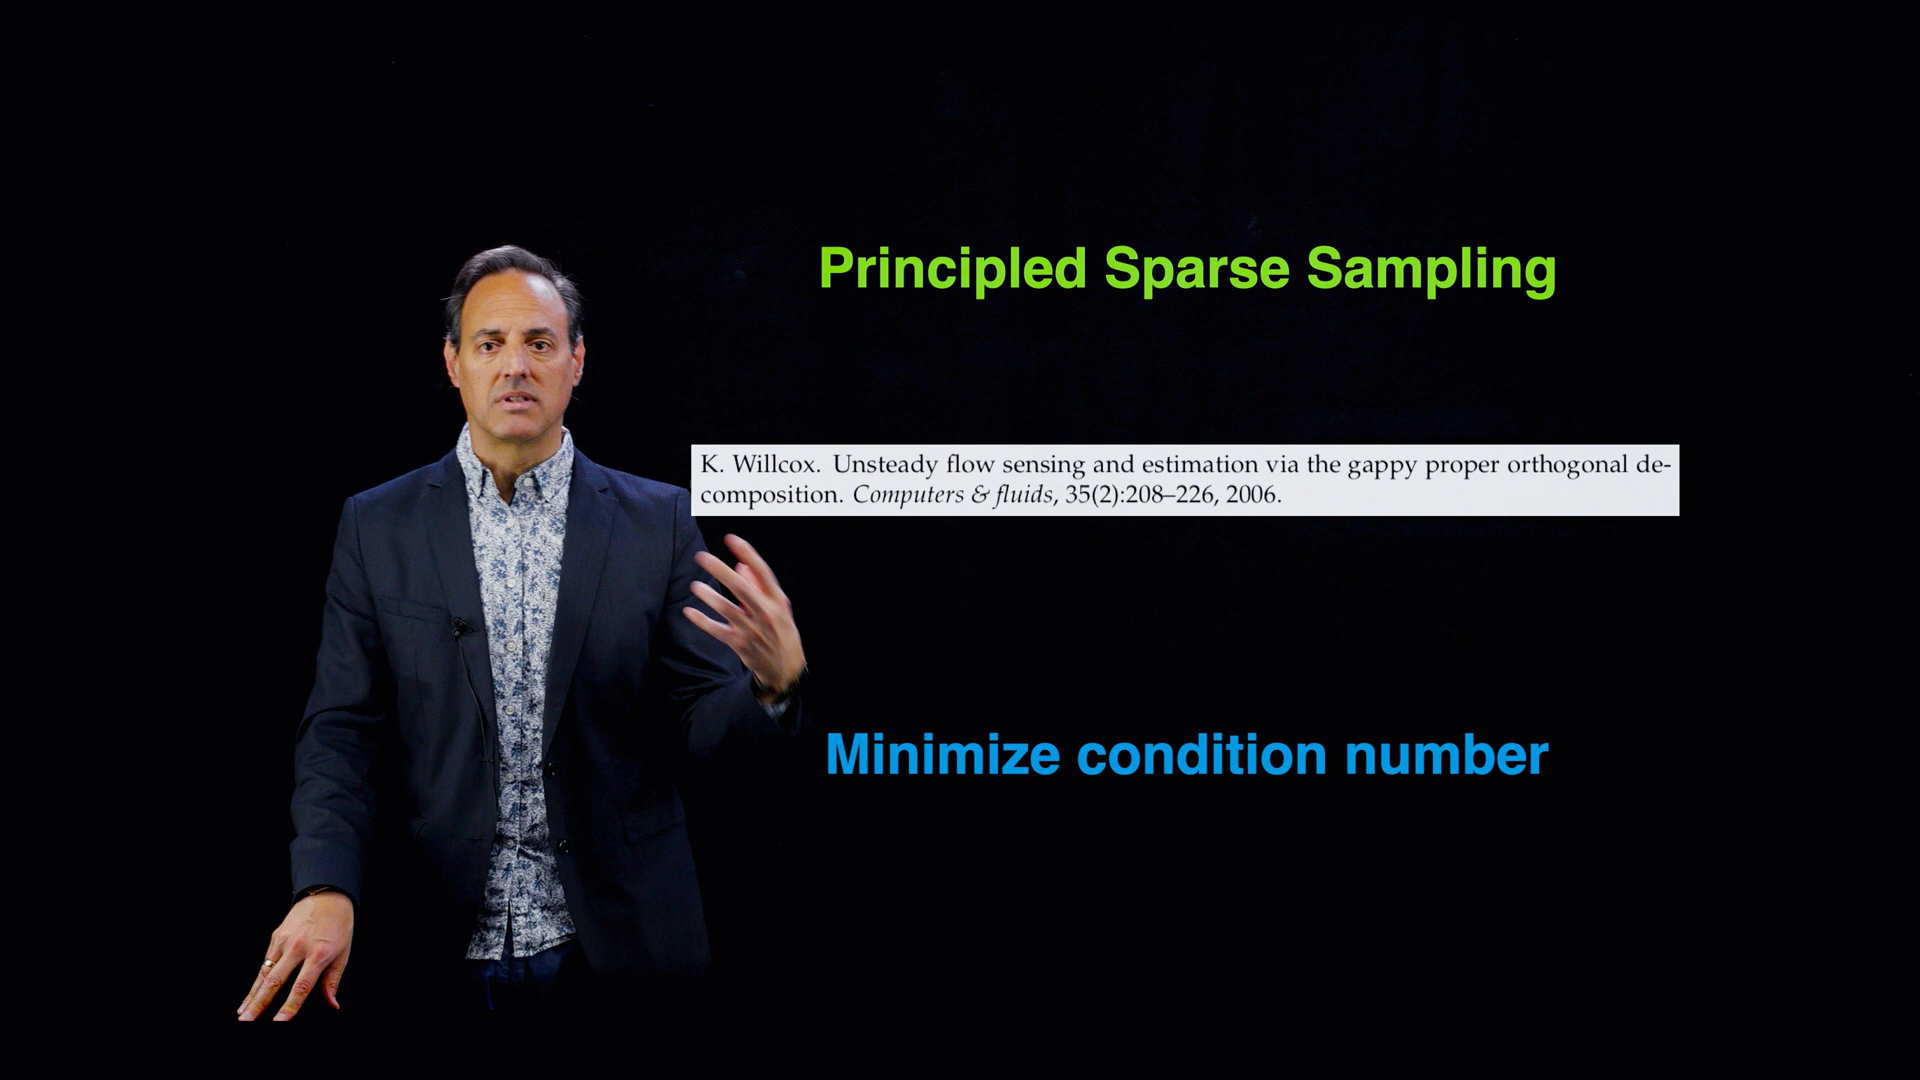 Principled Sparse Sampling
K. Willcox. Unsteady flow sensing and estimation via the gappy proper orthogonal de-
composition. Computers & fluids, 35(2):208–226, 2006.
Minimize condition number